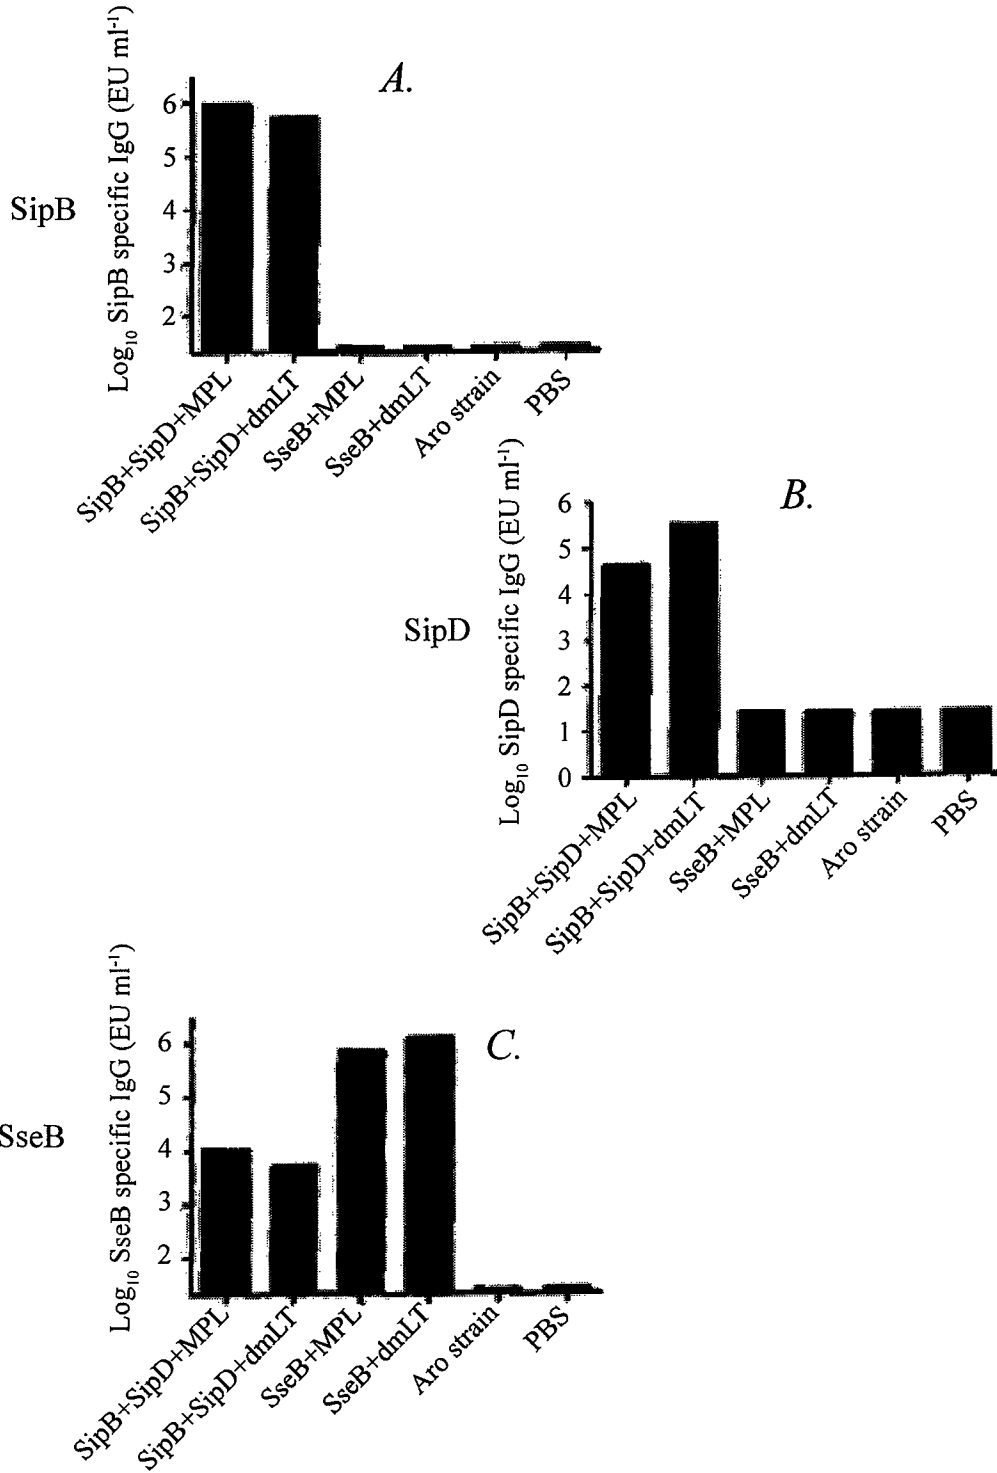 A.
SipB
Log10 SipB specific IgG (EU ml-1)
6
5
4
3
2
SipB+SipD+MPL
SipB+SipD+dmLT
SseB+MPL
SseB+dmLT
Aro strain
PBS
B.
SipD
Log10 SipD specific IgG (EU ml-1)
6
5
4
3
2
1
0
SipB+SipD+MPL
SipB+SipD+dmLT
SseB+MPL
SseB+dmLT
Aro strain
PBS
C.
SseB
Log10 SseB specific IgG (EU ml-1)
6
5
4
3
2
SipB+SipD+MPL
SipB+SipD+dmLT
SseB+MPL
SseB+dmLT
Aro strain
PBS